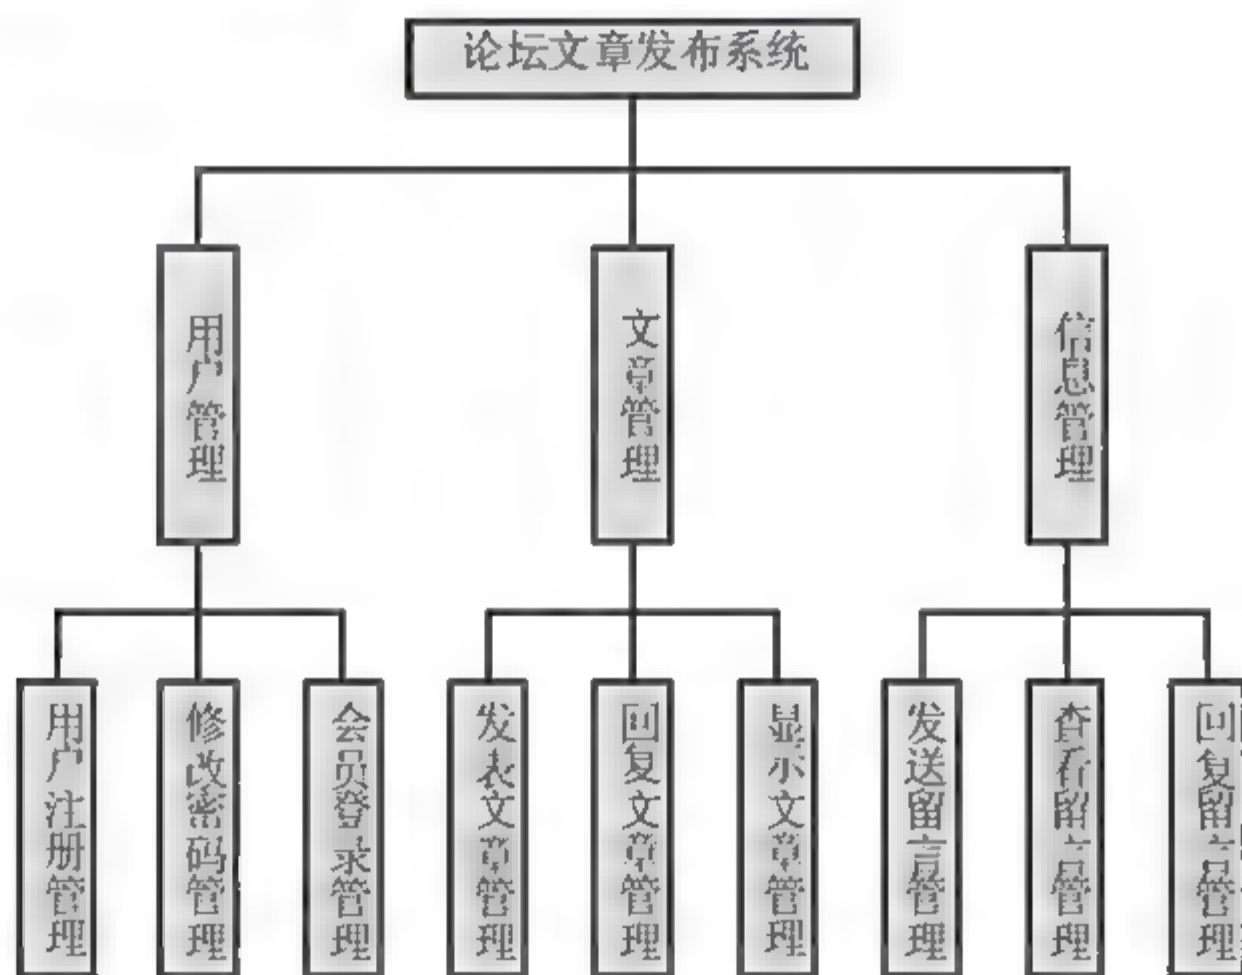 论坛文章发布系统
用户管理
文章管理
信息管理
用户注册管理
修改密码管理
会员登录管理
发表文章管理
回复文章管理
显示文章管理
发送留言管理
查看留言管理
回复留言管理